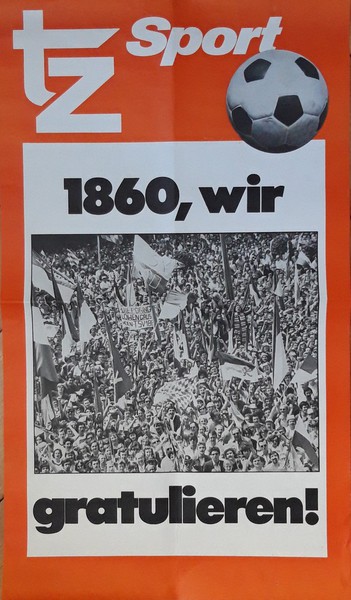 tz Sport
1860, wir
gratulieren!